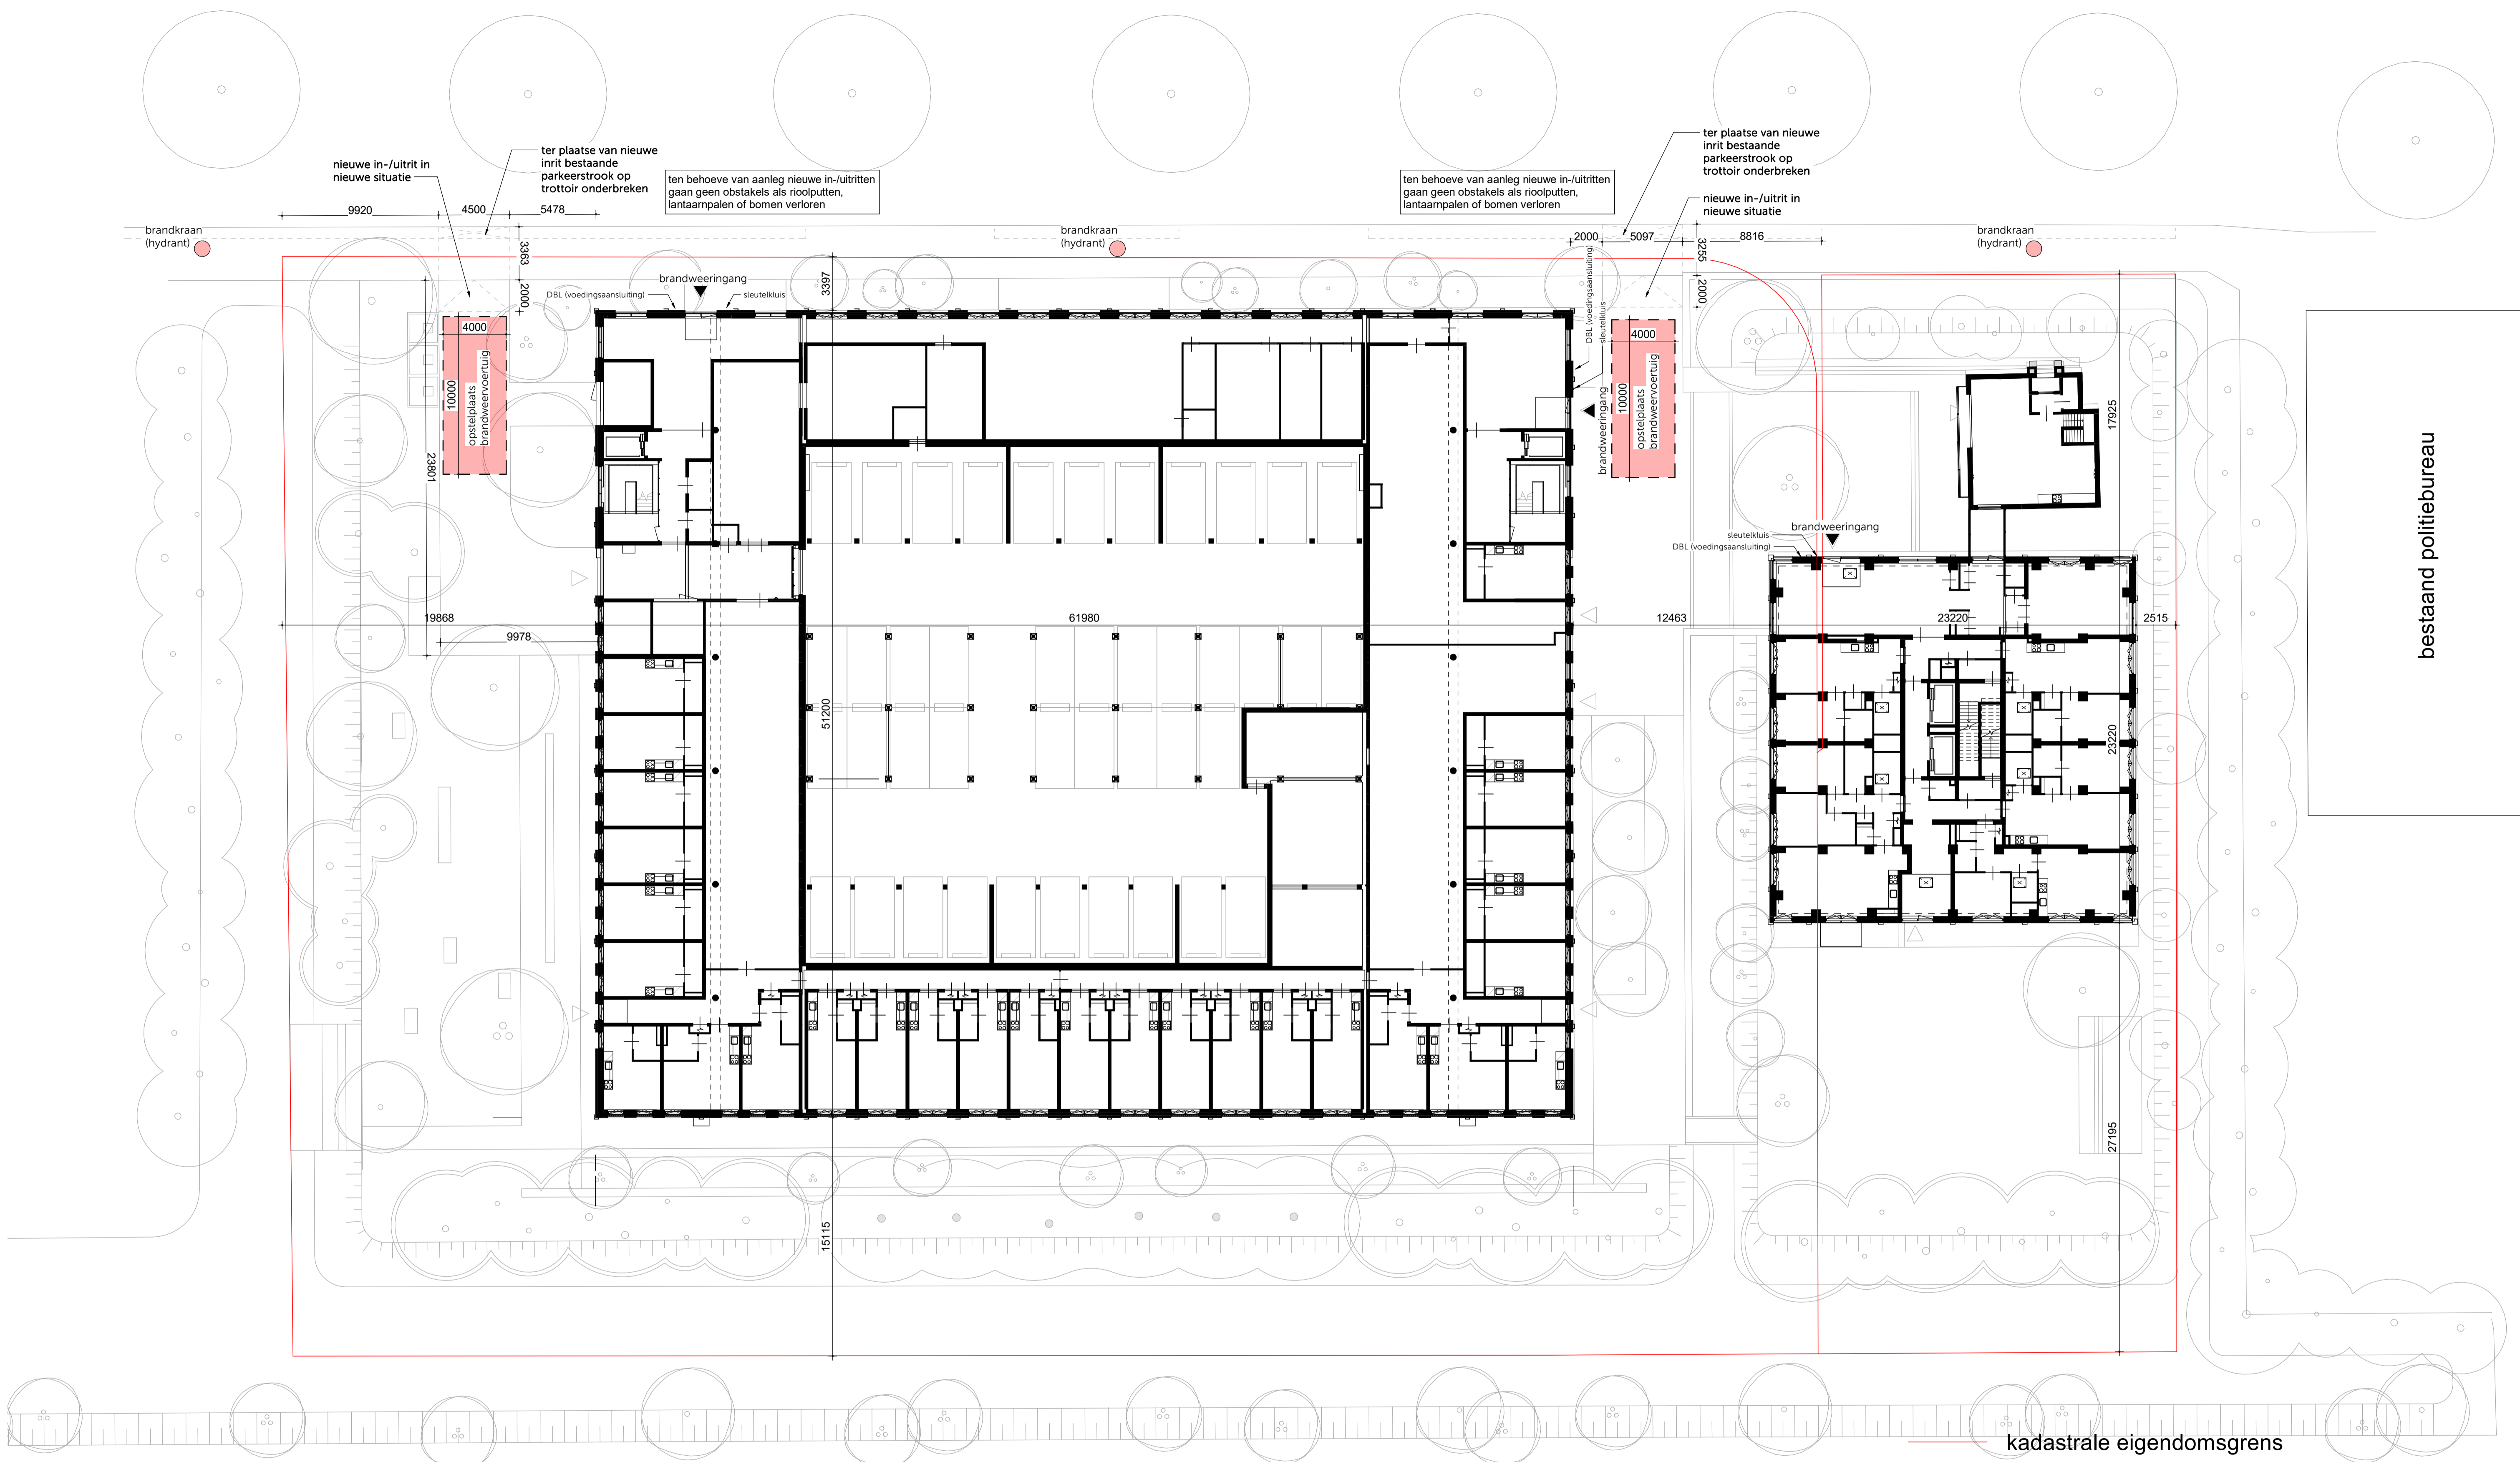 ter plaatse van nieuwe
inrit bestaande
parkeerstrook op
trottoir onderbreken
nieuwe in-/uitrit in
nieuwe situatie
ten behoeve van aanleg nieuwe in-/uitritten
gaan geen obstakels als rioolputten,
lantaarnpalen of bomen verloren
ten behoeve van aanleg nieuwe in-/uitritten
gaan geen obstakels als rioolputten,
lantaarnpalen of bomen verloren
ter plaatse van nieuwe
inrit bestaande
parkeerstrook op
trottoir onderbreken
nieuwe in-/uitrit in
nieuwe situatie
9920
4500
5478
brandkraan
(hydrant)
3363
2000
brandkraan
(hydrant)
2000
5097
8816
3255
2000
brandkraan
(hydrant)
brandweeringang
DBL (voedingsaansluiting)
sleutelkluis
3397
DBL (voedingsaansluiting)
sleutelkluis
4000
10000
opstelplaats
brandweervoertuig
23801
brandweeringang
4000
10000
opstelplaats
brandweervoertuig
17925
brandweeringang
sleutelkluis
DBL (voedingsaansluiting)
bestaand politiebureau
19868
9978
61980
12463
23220
2515
51200
23220
27195
15115
kadastrale eigendomsgrens